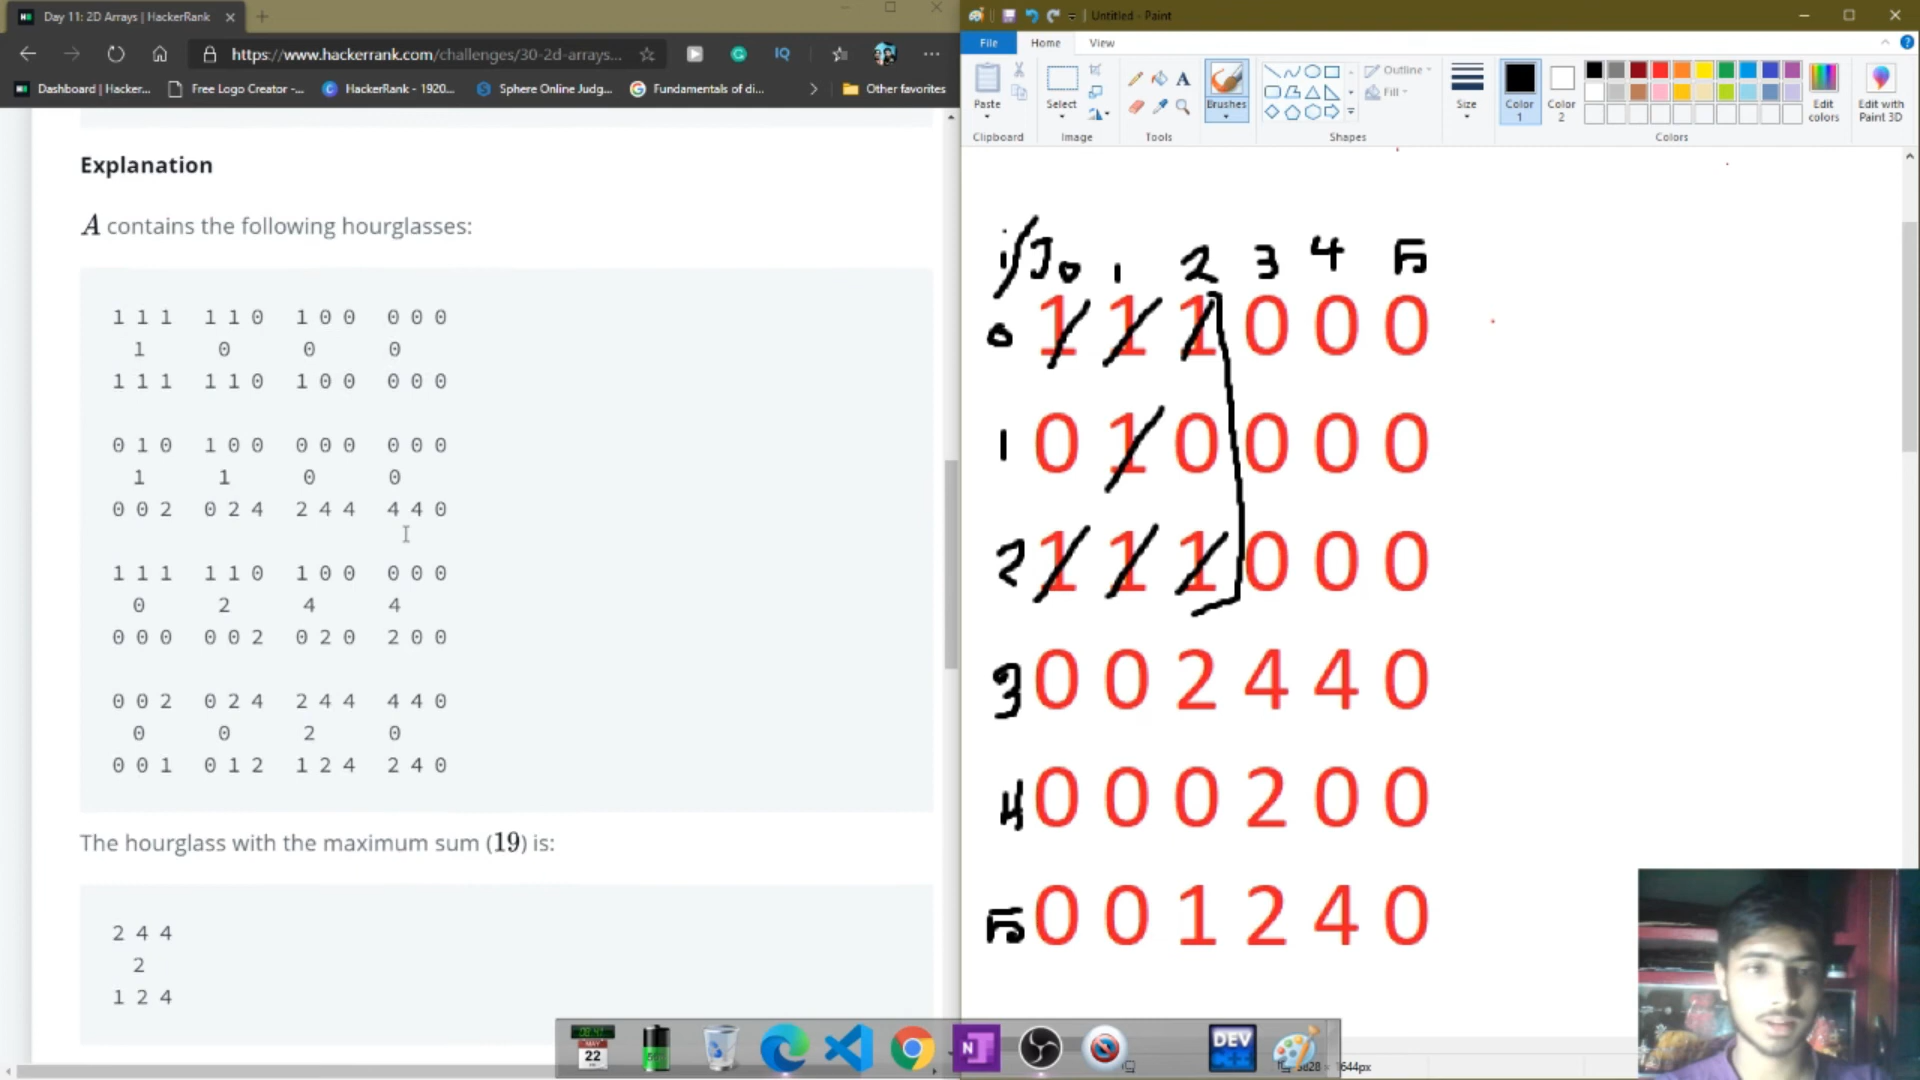 Day 11: 2D Arrays | HackerRank
https://www.hackerrank.com/challenges/30-2d-arrays...
IQ
Dashboard | Hacker...
Free Logo Creator -...
HackerRank - 1920...
Sphere Online Judg...
Fundamentals of di...
Other favorites
Explanation
A contains the following hourglasses:
1 1 1 1 1 0 1 0 0 0 0 0
1 0 0 0
1 1 1 1 1 0 1 0 0 0 0 0
0 1 0 1 0 0 0 0 0 0 0 0
1 1 0 0
0 0 2 0 2 4 2 4 4 4 4 0
1 1 1 1 1 0 1 0 0 0 0 0
0 2 4 4
0 0 0 0 0 2 0 2 0 2 0 0
0 0 2 0 2 4 2 4 4 4 4 0
0 0 2 0
0 0 1 0 1 2 1 2 4 2 4 0
The hourglass with the maximum sum (19) is:
2 4 4
2
1 2 4
Untitled - Paint
File Home View
Paste
Select
Brushes
Outline
Fill
Size
Color 1
Color 2
Edit colors
Edit with Paint 3D
Clipboard Image Tools Shapes Colors
i/J 0 1 2 3 4 5
0 1 1 1 0 0 0
1 0 1 0 0 0 0
2 1 1 1 0 0 0
3 0 0 2 4 4 0
4 0 0 0 2 0 0
5 0 0 1 2 4 0
MAY
22
N
DEV
C++
1644px